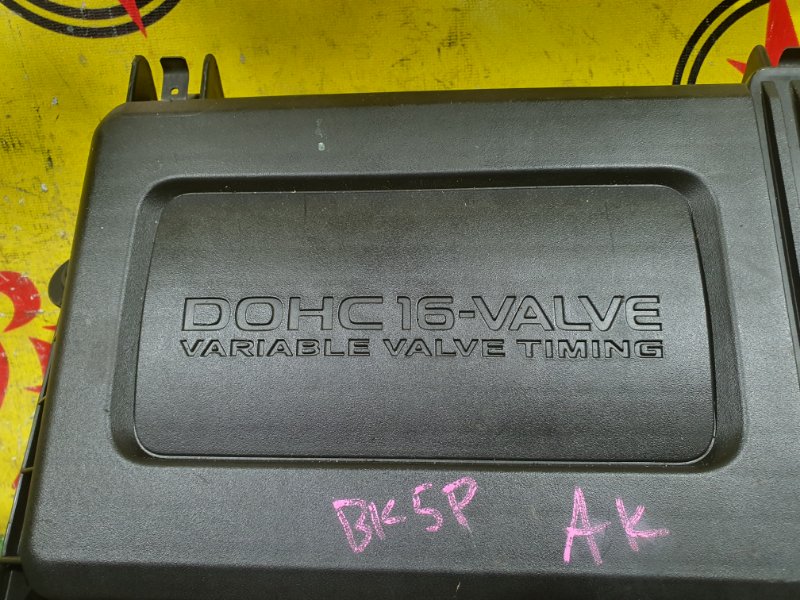 DOHC 16-VALVE
VARIABLE VALVE TIMING
BK5P AK